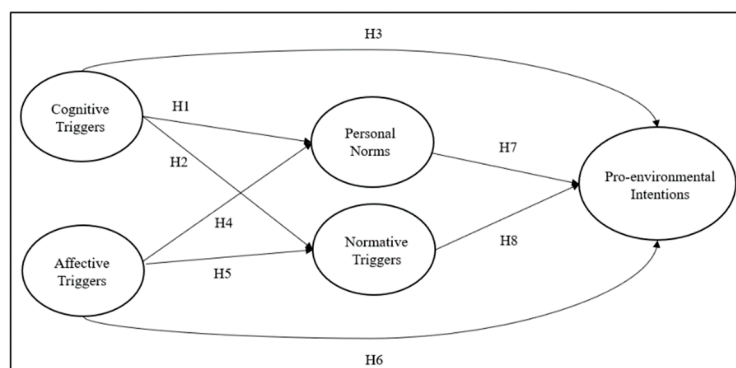 H3
Cognitive
Triggers
H1
Personal
Norms
H7
H2
Pro-environmental
Intentions
H4
Normative
Triggers
H8
Affective
Triggers
H5
H6